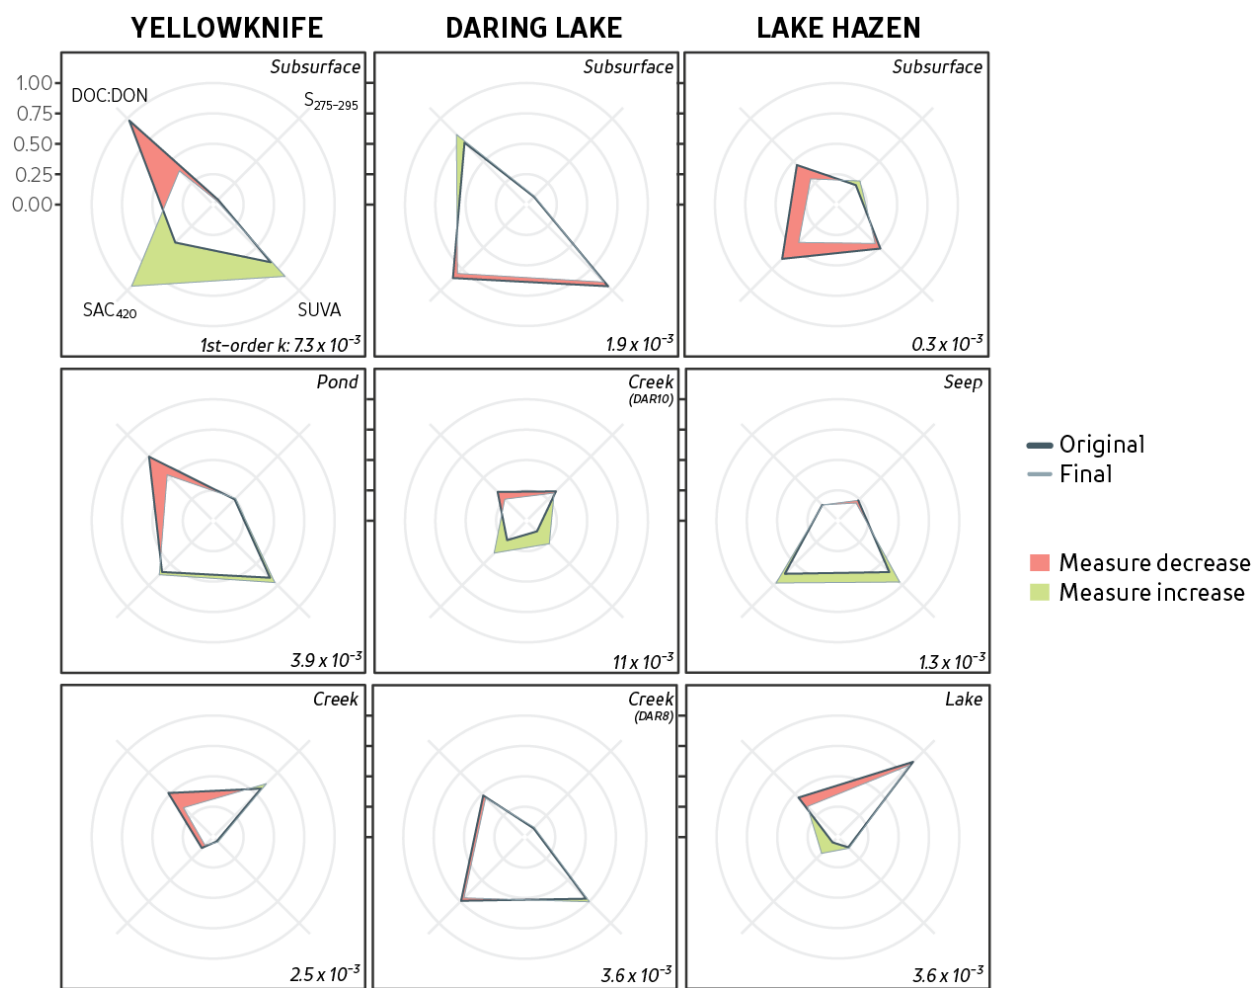 YELLOWKNIFE DARING LAKE LAKE HAZEN
Subsurface Subsurface Subsurface
1.00
DOC:DON S275-295
0.75
0.50
0.25
0.00
SAC420 SUVA
1st-order k: 7.3 x 10⁻³ 1.9 x 10⁻³ 0.3 x 10⁻³
Pond Creek Seep
(DAR10)
Original
Final
Measure decrease
Measure increase
3.9 x 10⁻³ 11 x 10⁻³ 1.3 x 10⁻³
Creek Creek Lake
(DAR8)
2.5 x 10⁻³ 3.6 x 10⁻³ 3.6 x 10⁻³